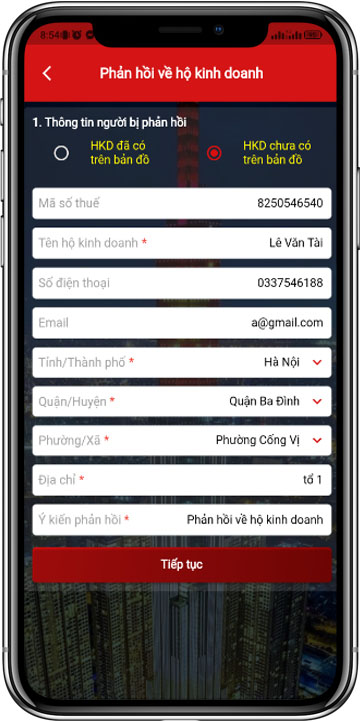 8:54
Phản hồi về hộ kinh doanh
1. Thông tin người bị phản hồi
HKD đã có
trên bản đồ
HKD chưa có
trên bản đồ
Mã số thuế 8250546540
Tên hộ kinh doanh * Lê Văn Tài
Số điện thoại 0337546188
Email a@gmail.com
Tỉnh/Thành phố * Hà Nội
Quận/Huyện * Quận Ba Đình
Phường/Xã * Phường Cống Vị
Địa chỉ * tổ 1
Ý kiến phản hồi * Phản hồi về hộ kinh doanh
Tiếp tục